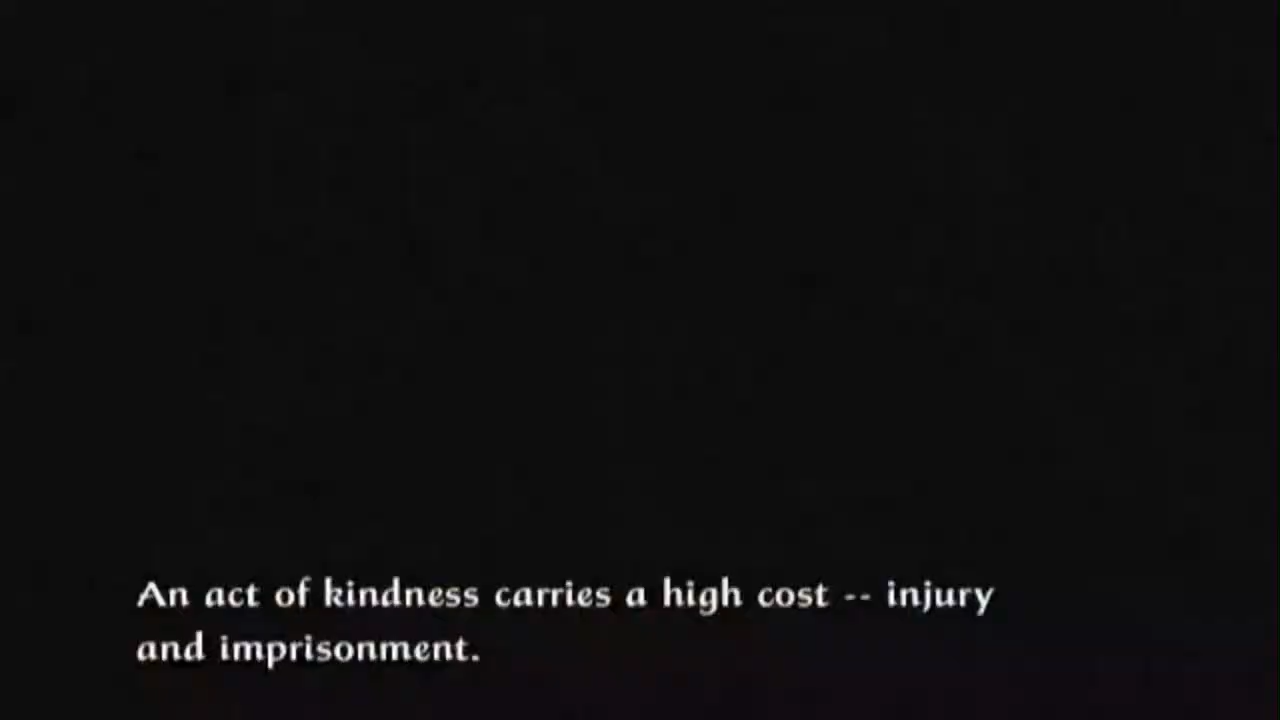 An act of kindness carries a high cost -- injury
and imprisonment.